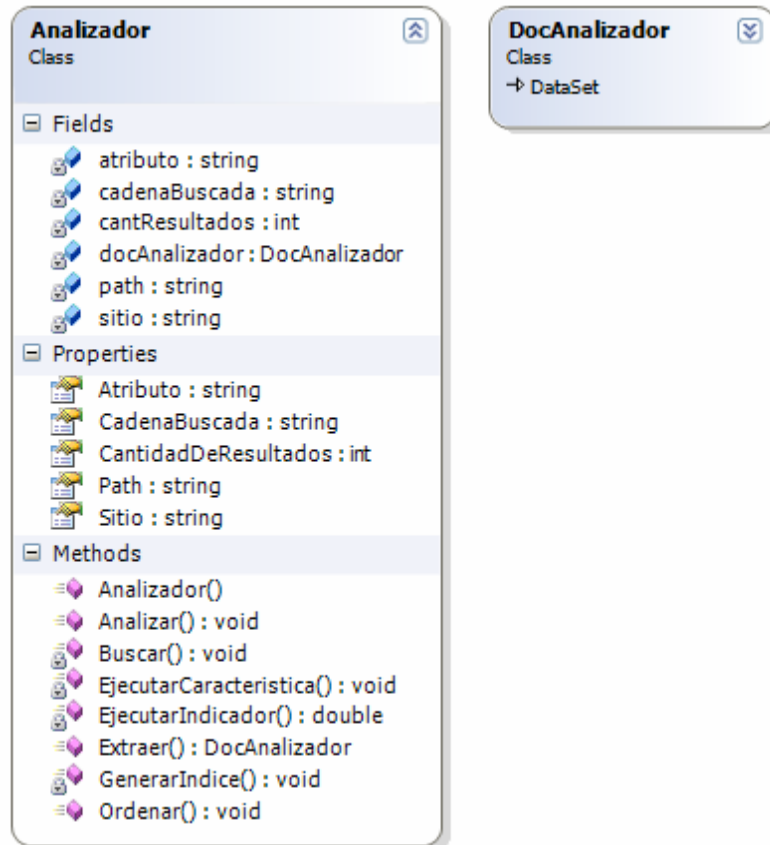 Analizador
Class
Fields
atributo : string
cadenaBuscada : string
cantResultados : int
docAnalizador : DocAnalizador
path : string
sitio : string
Properties
Atributo : string
CadenaBuscada : string
CantidadDeResultados : int
Path : string
Sitio : string
Methods
Analizador()
Analizar() : void
Buscar() : void
EjecutarCaracteristica() : void
EjecutarIndicador() : double
Extraer() : DocAnalizador
GenerarIndice() : void
Ordenar() : void
DocAnalizador
Class
DataSet